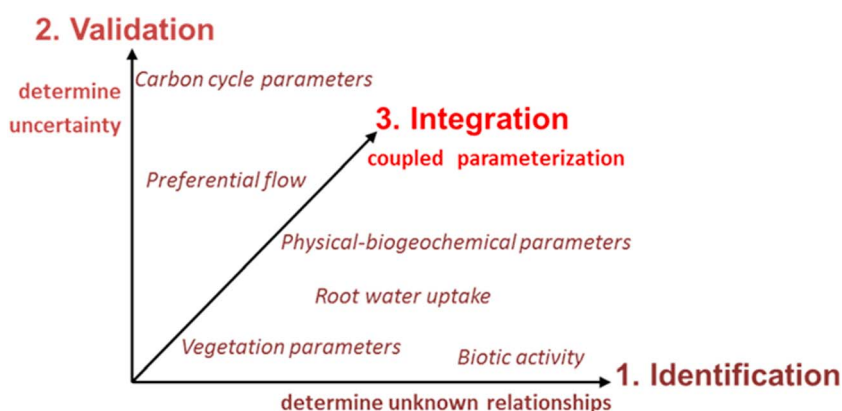 2. Validation
determine
uncertainty
Carbon cycle parameters
3. Integration
coupled parameterization
Preferential flow
Physical-biogeochemical parameters
Root water uptake
Vegetation parameters
Biotic activity
1. Identification
determine unknown relationships